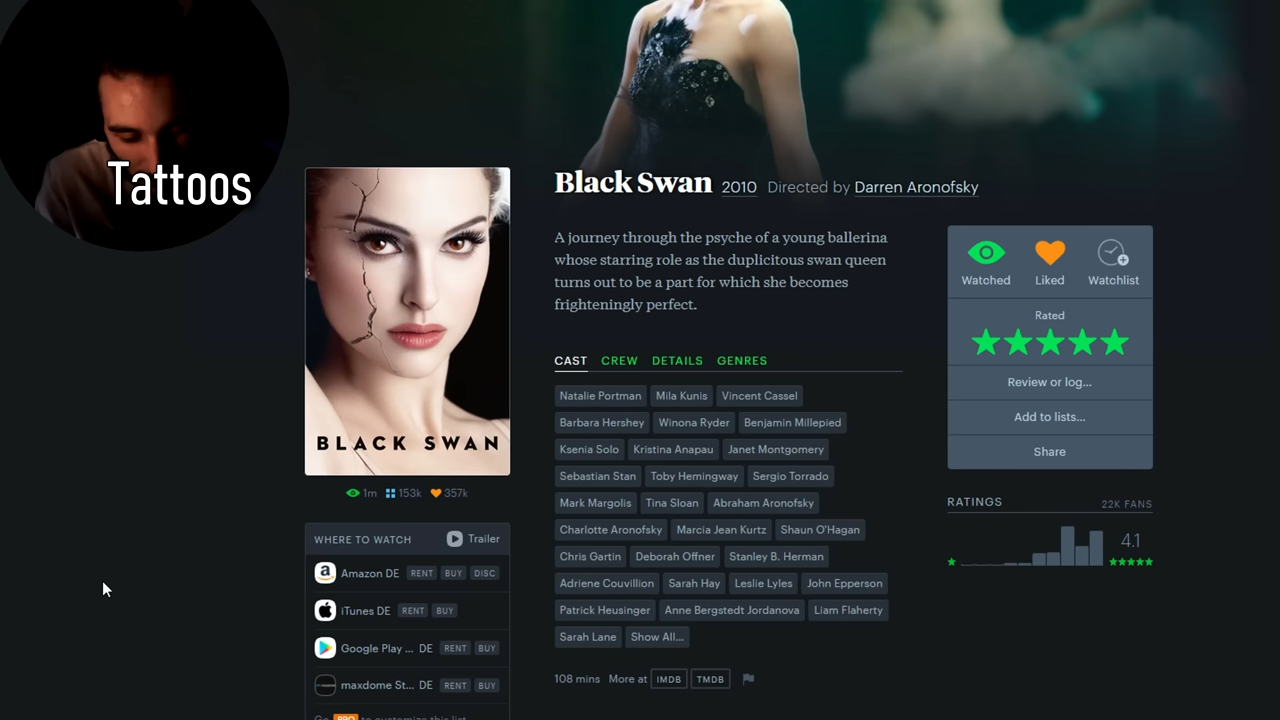 Tattoos
Black Swan 2010 Directed by Darren Aronofsky
A journey through the psyche of a young ballerina
whose starring role as the duplicitous swan queen
turns out to be a part for which she becomes
frighteningly perfect.
BLACK SWAN
1m 153k 357k
WHERE TO WATCH Trailer
Amazon DE RENT BUY DISC
iTunes DE RENT BUY
Google Play ... DE RENT BUY
maxdome St... DE RENT BUY
Go PRO to customize this list
CAST CREW DETAILS GENRES
Natalie Portman Mila Kunis Vincent Cassel
Barbara Hershey Winona Ryder Benjamin Millepied
Ksenia Solo Kristina Anapau Janet Montgomery
Sebastian Stan Toby Hemingway Sergio Torrado
Mark Margolis Tina Sloan Abraham Aronofsky
Charlotte Aronofsky Marcia Jean Kurtz Shaun O'Hagan
Chris Gartin Deborah Offner Stanley B. Herman
Adriene Couvillion Sarah Hay Leslie Lyles John Epperson
Patrick Heusinger Anne Bergstedt Jordanova Liam Flaherty
Sarah Lane Show All...
108 mins More at IMDB TMDB
Watched Liked Watchlist
Rated
Review or log...
Add to lists...
Share
RATINGS 22K FANS
4.1